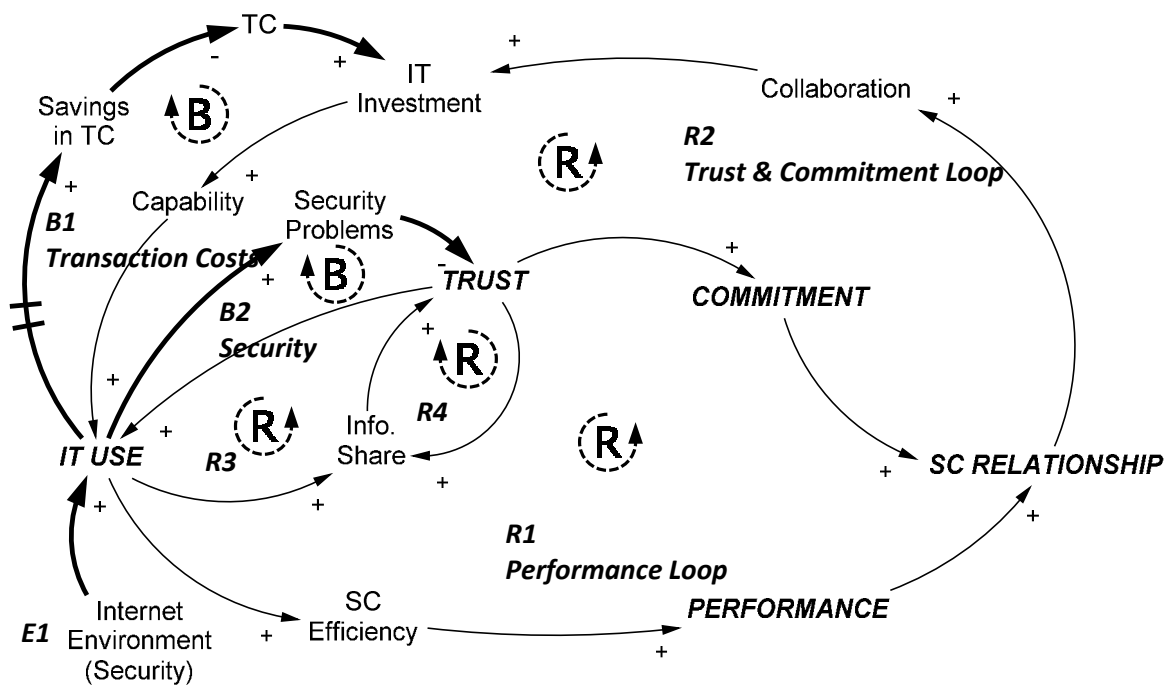 TC
+
-
+
IT
Investment
Collaboration
+
Savings
in TC
B
R
R2
Trust & Commitment Loop
+
+
Capability
Security
Problems
B1
Transaction Costs
B
+
-
TRUST
+
COMMITMENT
B2
Security
+
R
+
R4
R
R
Info.
Share
+
IT USE
R3
+
+
+
SC RELATIONSHIP
+
+
R1
Performance Loop
E1
Internet
Environment
(Security)
+
SC
Efficiency
+
PERFORMANCE